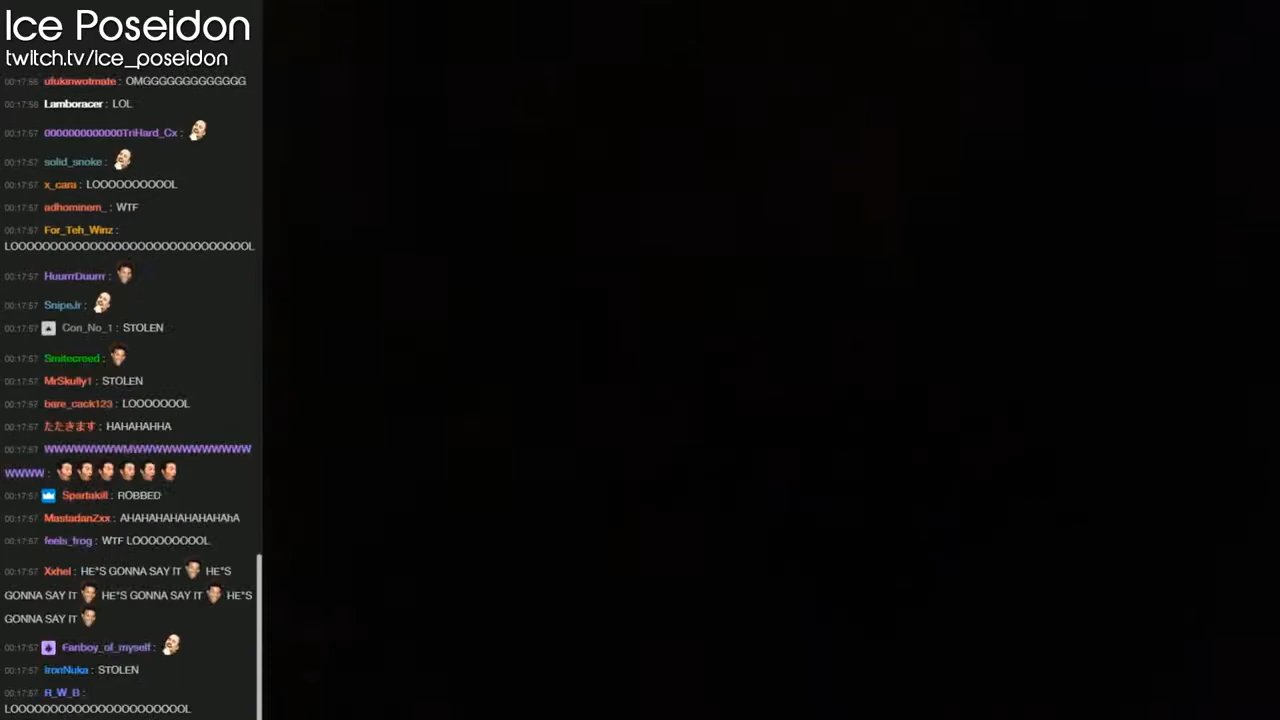 Ice Poseidon
twitch.tv/ice_poseidon
00:17:56 ufukinwotmate : OMGGGGGGGGGGGGG
00:17:56 Lamboracer : LOL
00:17:57 0000000000000TriHard_Cx :
00:17:57 solid_snoke :
00:17:57 x_cara : LOOOOOOOOOOL
00:17:57 adhominem_ : WTF
00:17:57 For_Teh_Winz :
LOOOOOOOOOOOOOOOOOOOOOOOOOOOOOL
00:17:57 HuurrrDuurrr :
00:17:57 SnipeJr :
00:17:57 Con_No_1 : STOLEN
00:17:57 Smitecreed :
00:17:57 MrSkully1 : STOLEN
00:17:57 bare_cack123 : LOOOOOOOL
00:17:57 たたきます : HAHAHAHHA
00:17:57 WWWWWWWWMWWWWWWWWWWWW
WWWW :
00:17:57 Spartakill : ROBBED
00:17:57 MastadanZxx : AHAHAHAHAHAHAHAhA
00:17:57 feels_frog : WTF LOOOOOOOOOL
00:17:57 Xxhel : HE"S GONNA SAY IT HE"S
GONNA SAY IT HE"S GONNA SAY IT HE"S
GONNA SAY IT
00:17:57 Fanboy_of_myself :
00:17:57 IronNuka : STOLEN
00:17:57 R_W_B :
LOOOOOOOOOOOOOOOOOOOOOOL